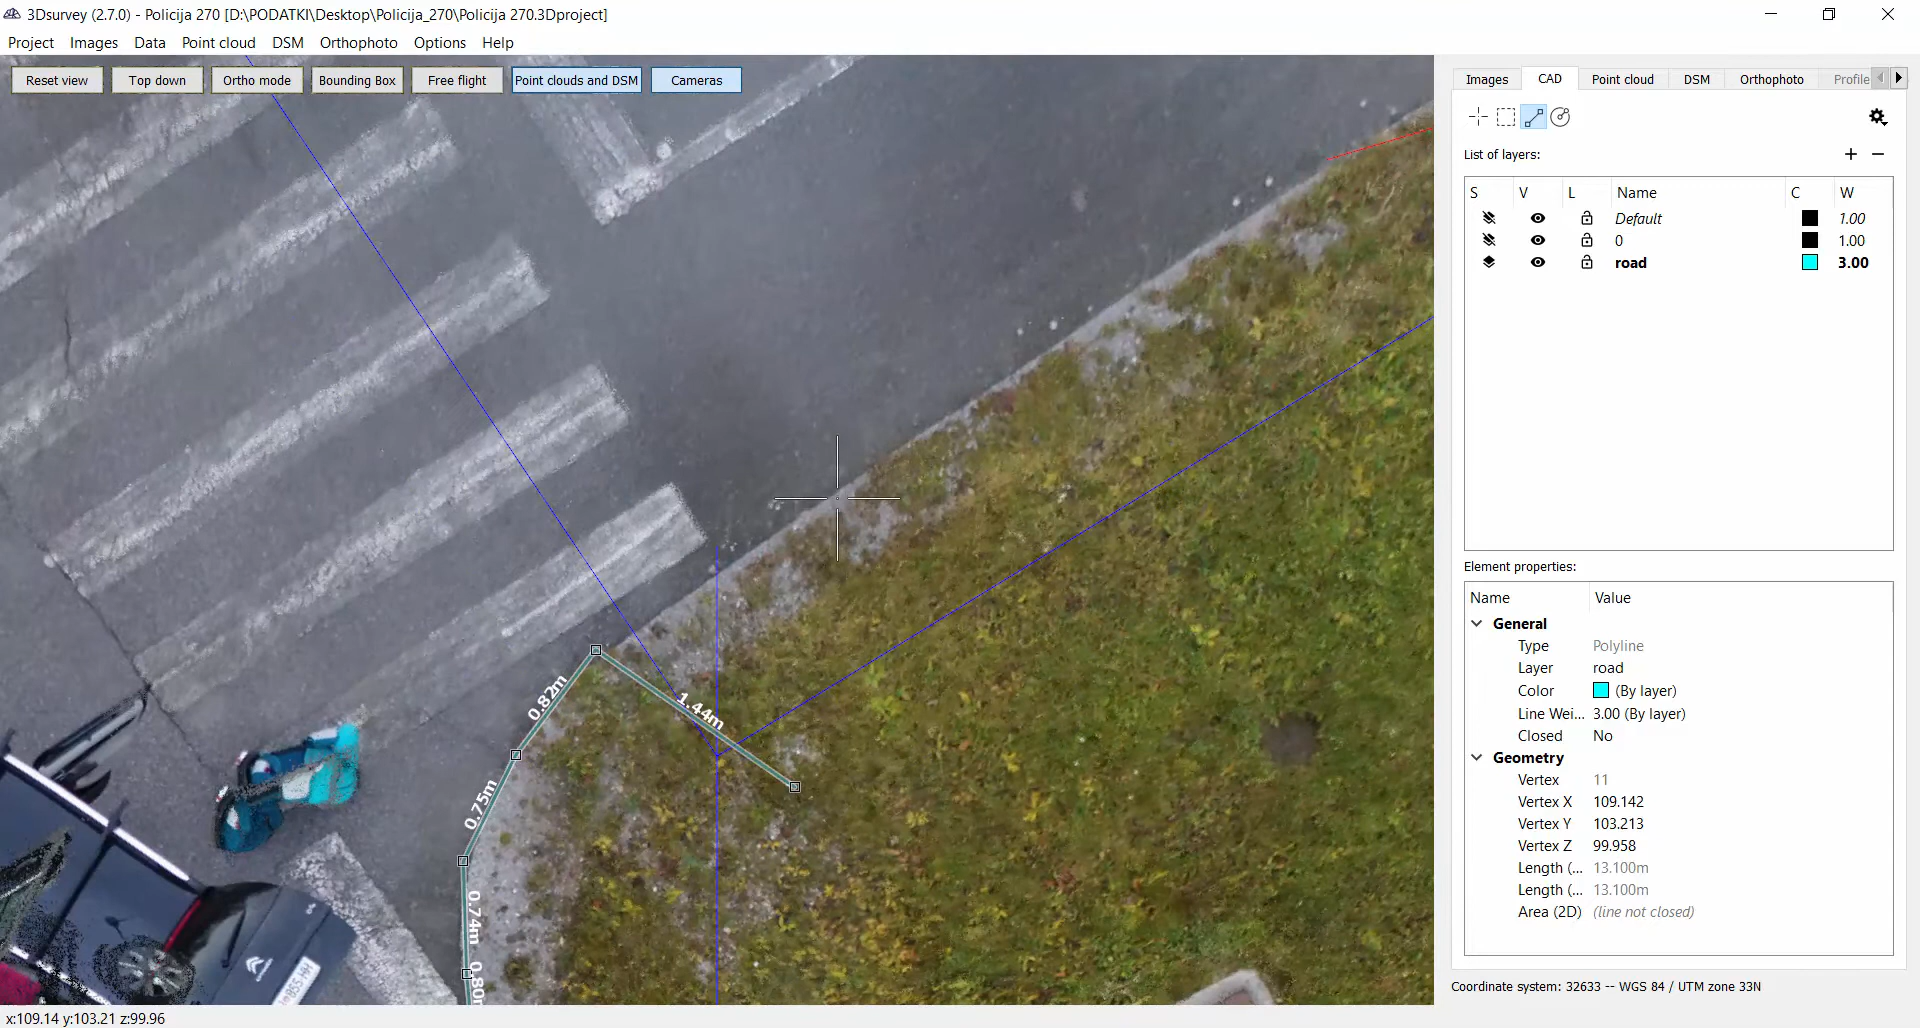 3Dsurvey (2.7.0) - Policija 270 [D:\PODATKI\Desktop\Policija_270\Policija 270.3Dproject]
Project Images Data Point cloud DSM Orthophoto Options Help
Reset view Top down Ortho mode Bounding Box Free flight Point clouds and DSM Cameras
Images CAD Point cloud DSM Orthophoto Profile
List of layers:
S V L Name C W
Default 1.00
0 1.00
road 3.00
Element properties:
Name Value
General
Type Polyline
Layer road
Color (By layer)
Line Wei... 3.00 (By layer)
Closed No
Geometry
Vertex 11
Vertex X 109.142
Vertex Y 103.213
Vertex Z 99.958
Length (... 13.100m
Length (... 13.100m
Area (2D) (line not closed)
Coordinate system: 32633 -- WGS 84 / UTM zone 33N
0.82m
1.44m
0.75m
0.74m
x:109.14 y:103.21 z:99.96